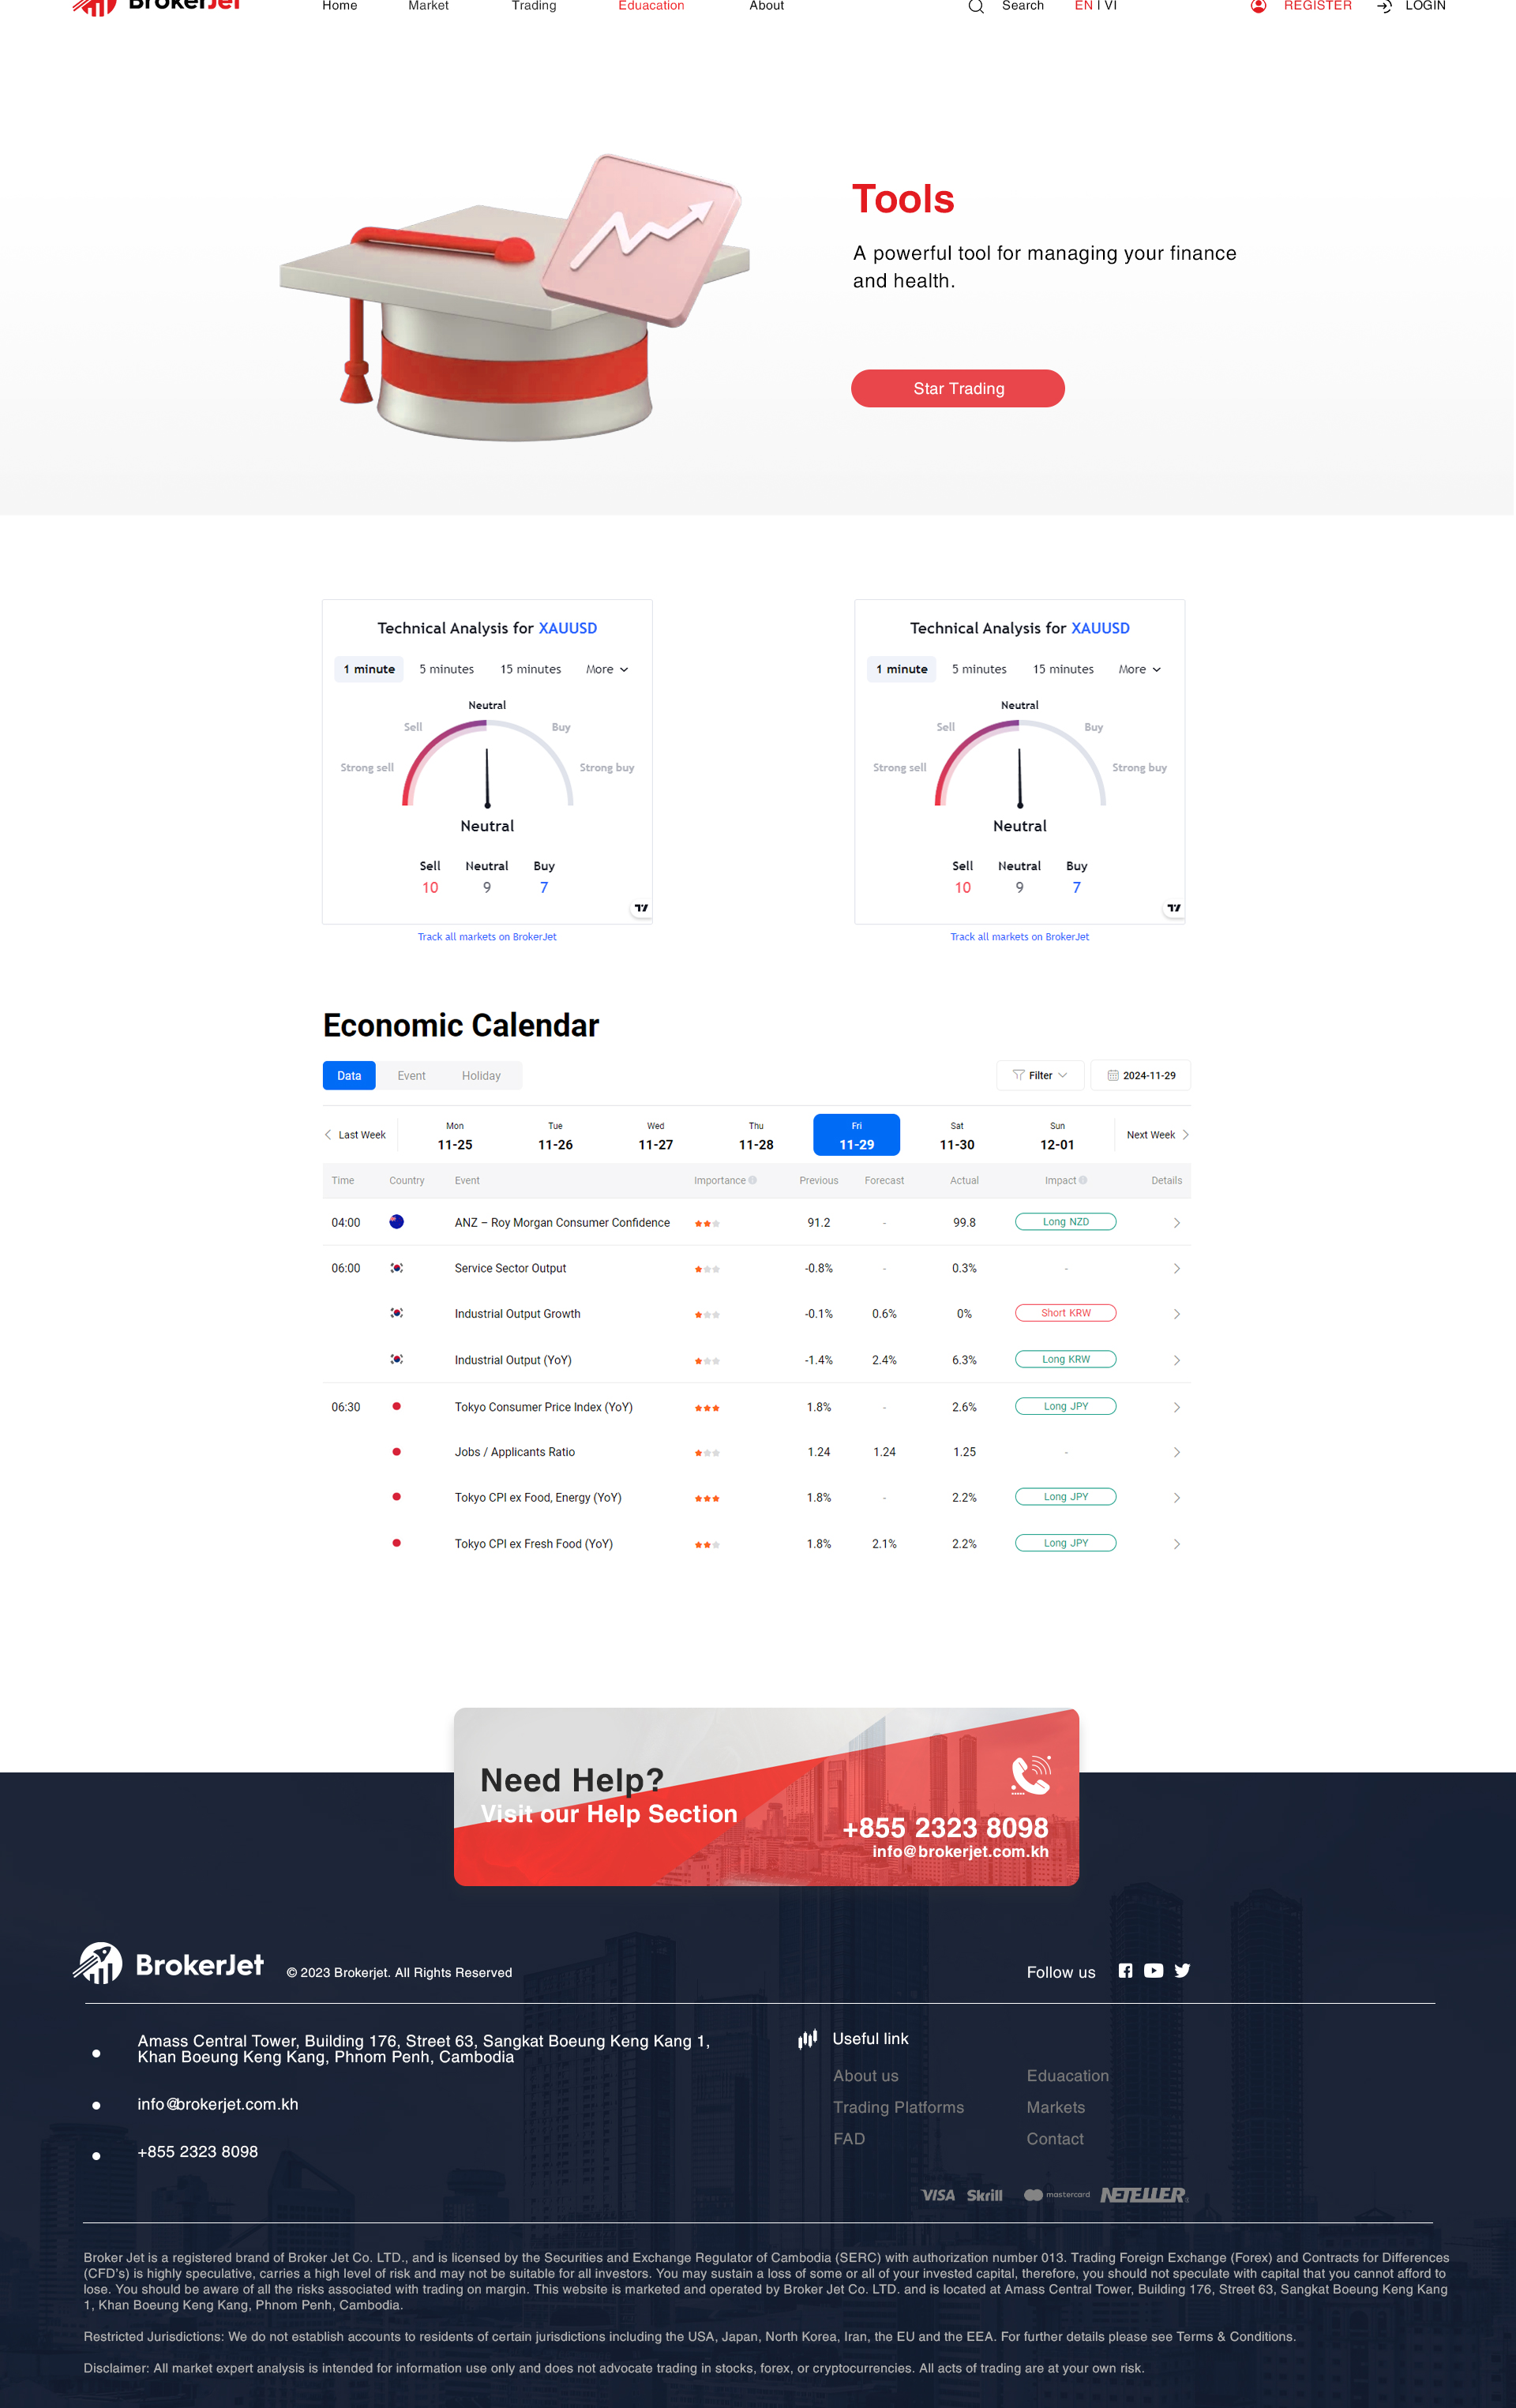 BrokerJet
Home Market Trading Eduacation About Search EN I VI REGISTER LOGIN
Tools
A powerful tool for managing your finance
and health.
Star Trading
Technical Analysis for XAUUSD
1 minute 5 minutes 15 minutes More
Neutral
Sell Buy
Strong sell Strong buy
Neutral
Sell Neutral Buy
10 9 7
Track all markets on BrokerJet
Technical Analysis for XAUUSD
1 minute 5 minutes 15 minutes More
Neutral
Sell Buy
Strong sell Strong buy
Neutral
Sell Neutral Buy
10 9 7
Track all markets on BrokerJet
Economic Calendar
Data Event Holiday Filter 2024-11-29
Last Week Mon 11-25 Tue 11-26 Wed 11-27 Thu 11-28 Fri 11-29 Sat 11-30 Sun 12-01 Next Week
Time Country Event Importance Previous Forecast Actual Impact Details
04:00 ANZ – Roy Morgan Consumer Confidence 91.2 - 99.8 Long NZD
06:00 Service Sector Output -0.8% - 0.3% -
Industrial Output Growth -0.1% 0.6% 0% Short KRW
Industrial Output (YoY) -1.4% 2.4% 6.3% Long KRW
06:30 Tokyo Consumer Price Index (YoY) 1.8% - 2.6% Long JPY
Jobs / Applicants Ratio 1.24 1.24 1.25 -
Tokyo CPI ex Food, Energy (YoY) 1.8% - 2.2% Long JPY
Tokyo CPI ex Fresh Food (YoY) 1.8% 2.1% 2.2% Long JPY
Need Help?
Visit our Help Section
+855 2323 8098
info@brokerjet.com.kh
BrokerJet © 2023 Brokerjet. All Rights Reserved Follow us
Amass Central Tower, Building 176, Street 63, Sangkat Boeung Keng Kang 1,
Khan Boeung Keng Kang, Phnom Penh, Cambodia
info@brokerjet.com.kh
+855 2323 8098
Useful link
About us Eduacation
Trading Platforms Markets
FAD Contact
VISA Skrill mastercard NETELLER
Broker Jet is a registered brand of Broker Jet Co. LTD., and is licensed by the Securities and Exchange Regulator of Cambodia (SERC) with authorization number 013. Trading Foreign Exchange (Forex) and Contracts for Differences
(CFD's) is highly speculative, carries a high level of risk and may not be suitable for all investors. You may sustain a loss of some or all of your invested capital, therefore, you should not speculate with capital that you cannot afford to
lose. You should be aware of all the risks associated with trading on margin. This website is marketed and operated by Broker Jet Co. LTD. and is located at Amass Central Tower, Building 176, Street 63, Sangkat Boeung Keng Kang
1, Khan Boeung Keng Kang, Phnom Penh, Cambodia.
Restricted Jurisdictions: We do not establish accounts to residents of certain jurisdictions including the USA, Japan, North Korea, Iran, the EU and the EEA. For further details please see Terms & Conditions.
Disclaimer: All market expert analysis is intended for information use only and does not advocate trading in stocks, forex, or cryptocurrencies. All acts of trading are at your own risk.